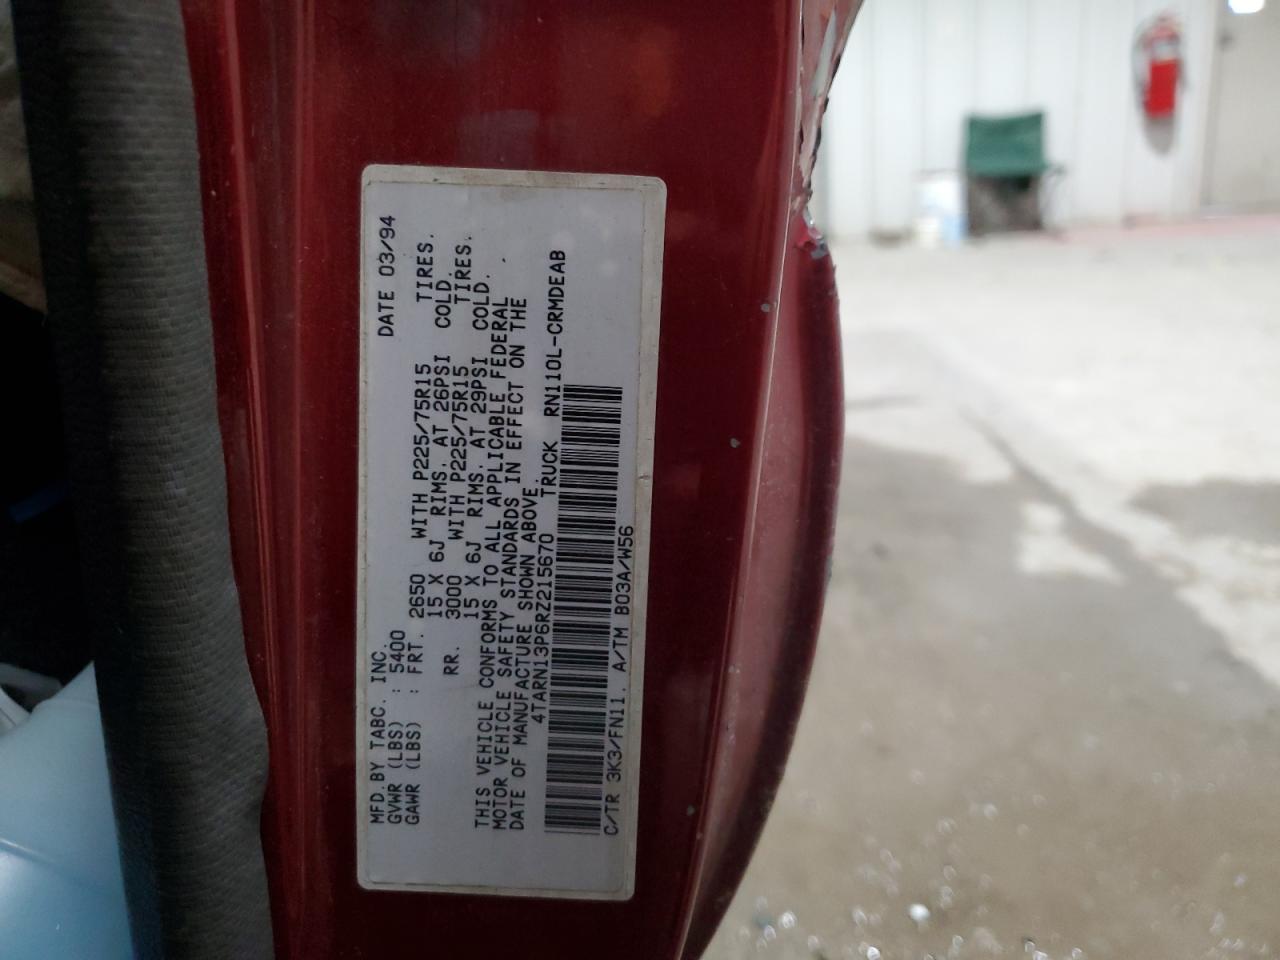 MFD. BY TABC. INC. DATE 03/94
GVWR (LBS) : 5400
GAWR (LBS) : FRT. 2650 WITH P225/75R15 TIRES.
15 X 6J RIMS. AT 26PSI COLD.
RR. 3000 WITH P225/75R15 TIRES.
15 X 6J RIMS. AT 29PSI COLD.
THIS VEHICLE CONFORMS TO ALL APPLICABLE FEDERAL
MOTOR VEHICLE SAFETY STANDARDS IN EFFECT ON THE
DATE OF MANUFACTURE SHOWN ABOVE.
4TARN13P6RZ215670 TRUCK RN110L-CRMDEAB
C/TR 3K3/FN11. A/TM B03A/W56